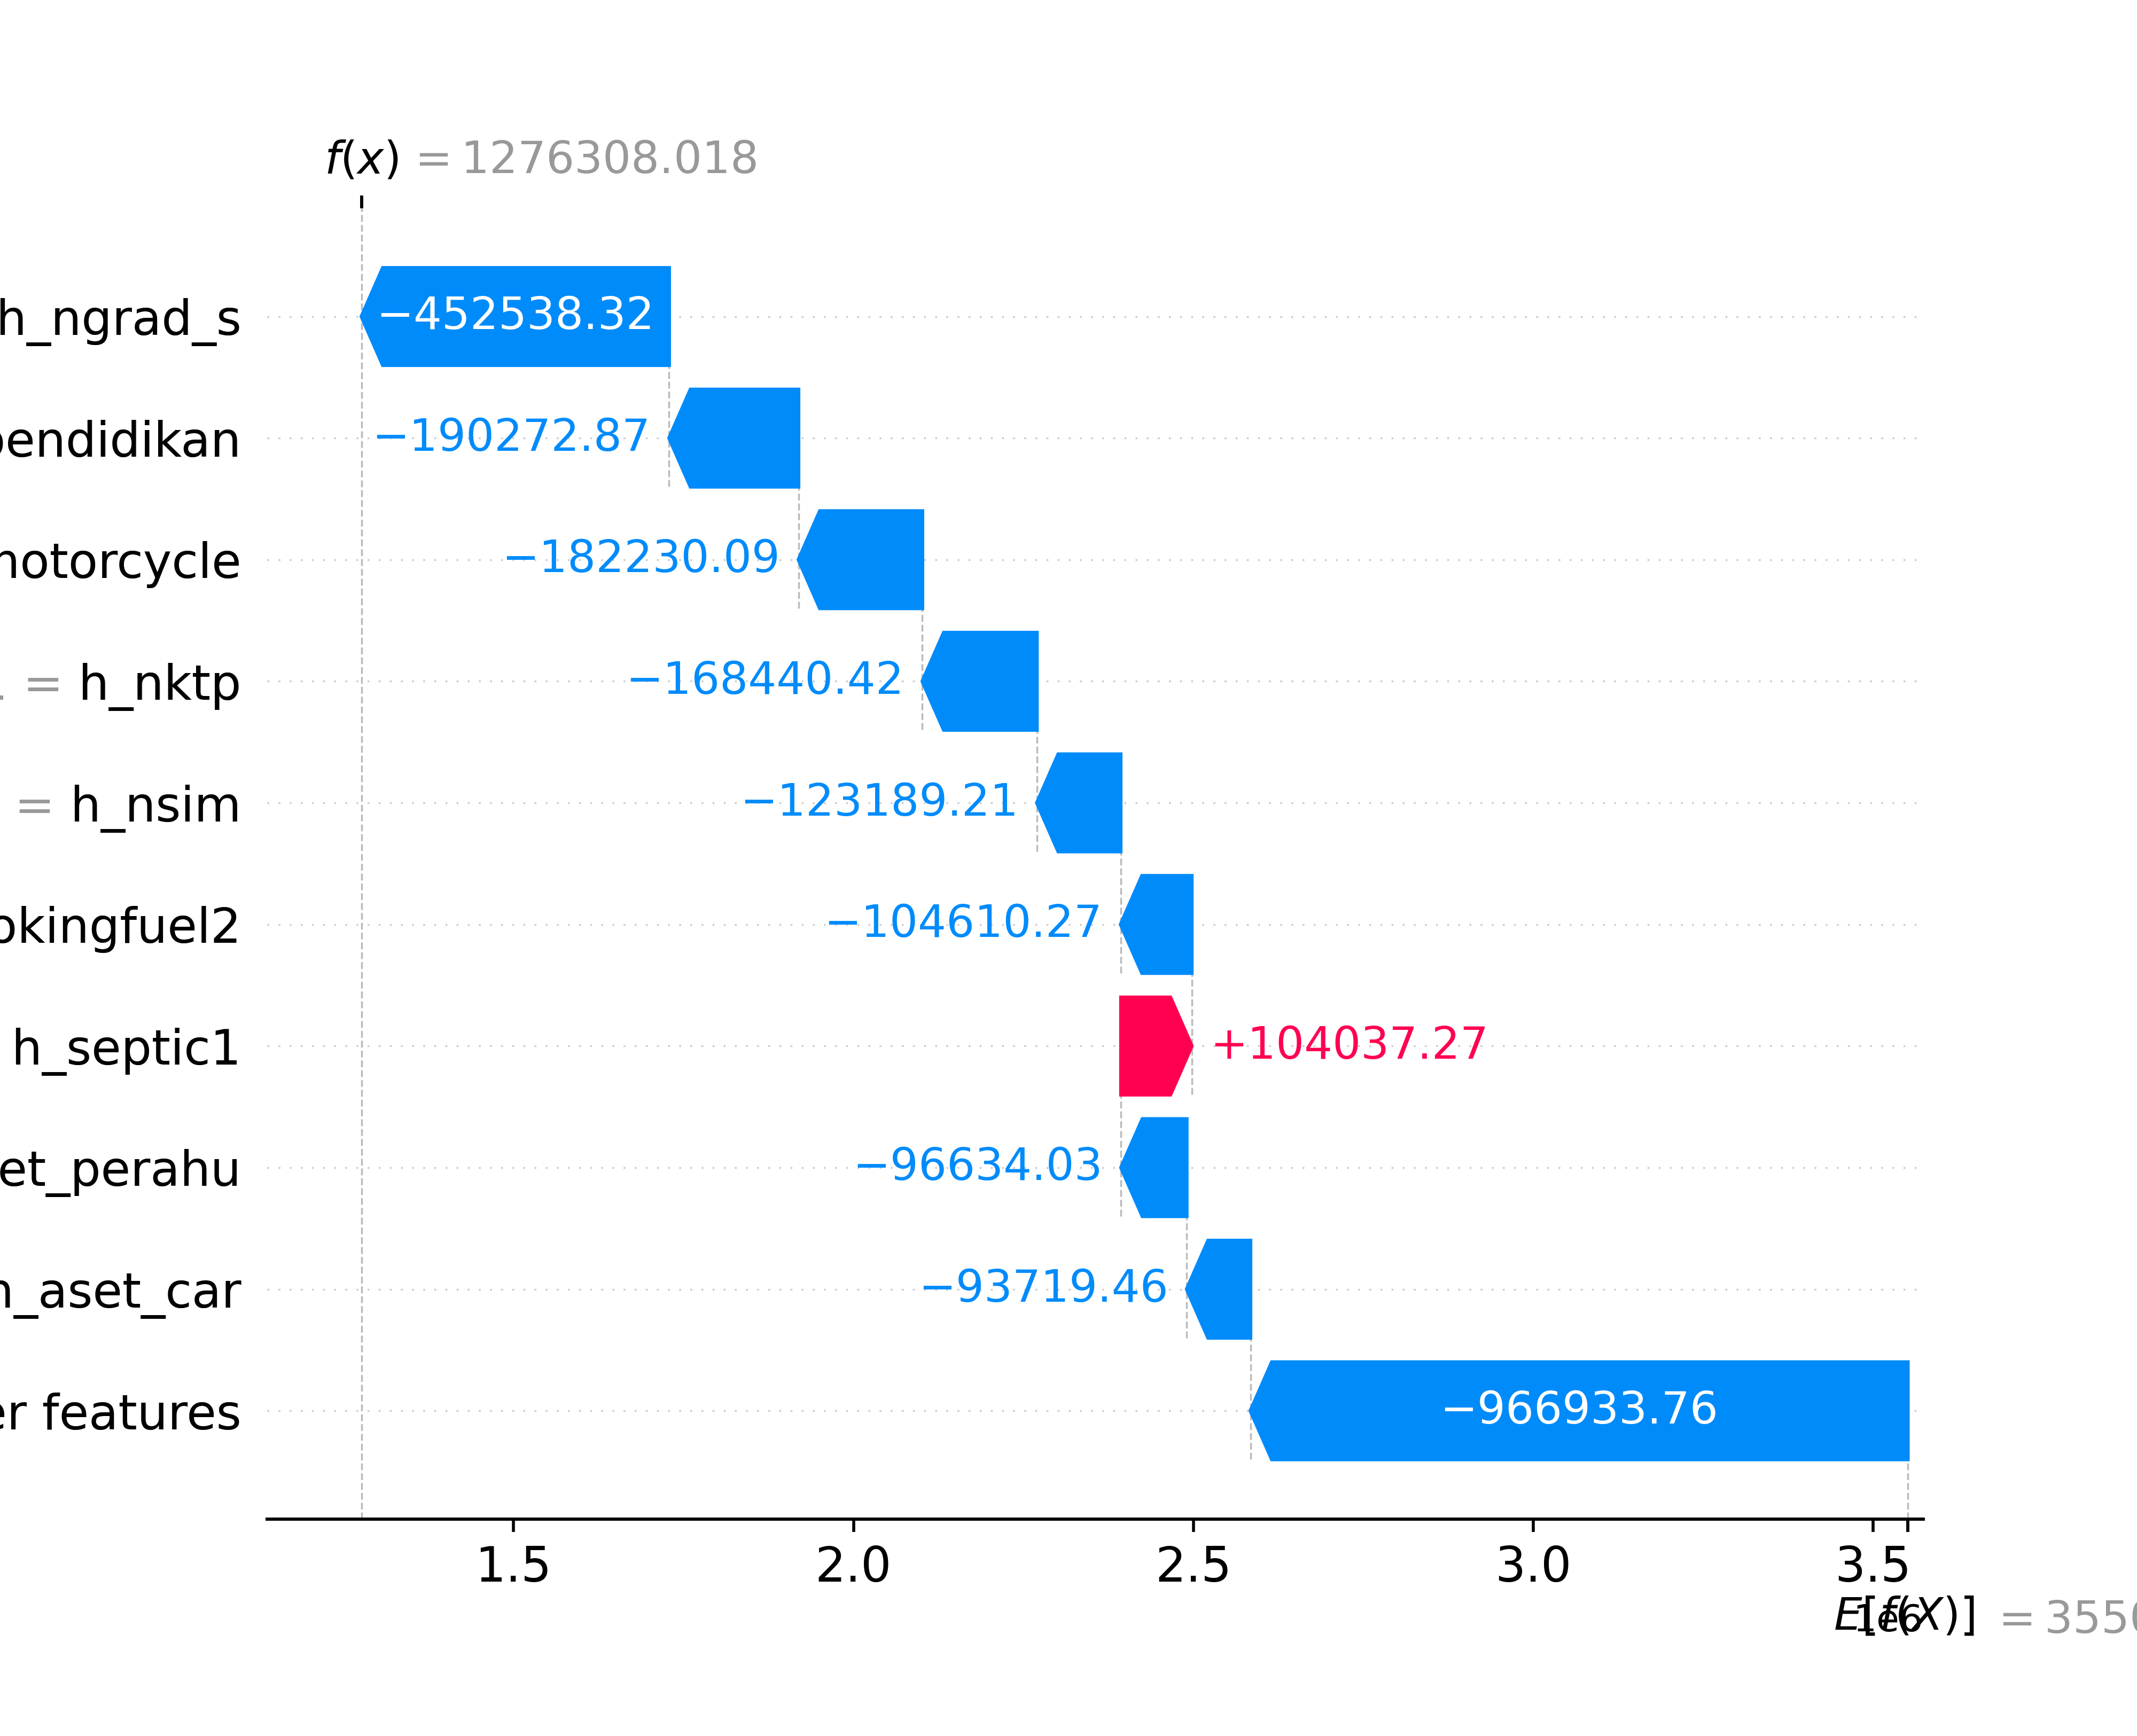 f(x) = 1276308.018
h_ngrad_s −452538.32
pendidikan −190272.87
motorcycle −182230.09
= h_nktp −168440.42
= h_nsim −123189.21
okingfuel2 −104610.27
h_septic1 +104037.27
et_perahu −96634.03
h_aset_car −93719.46
er features −966933.76
1.5 2.0 2.5 3.0 3.5
1e6
E[f(X)] = 3550